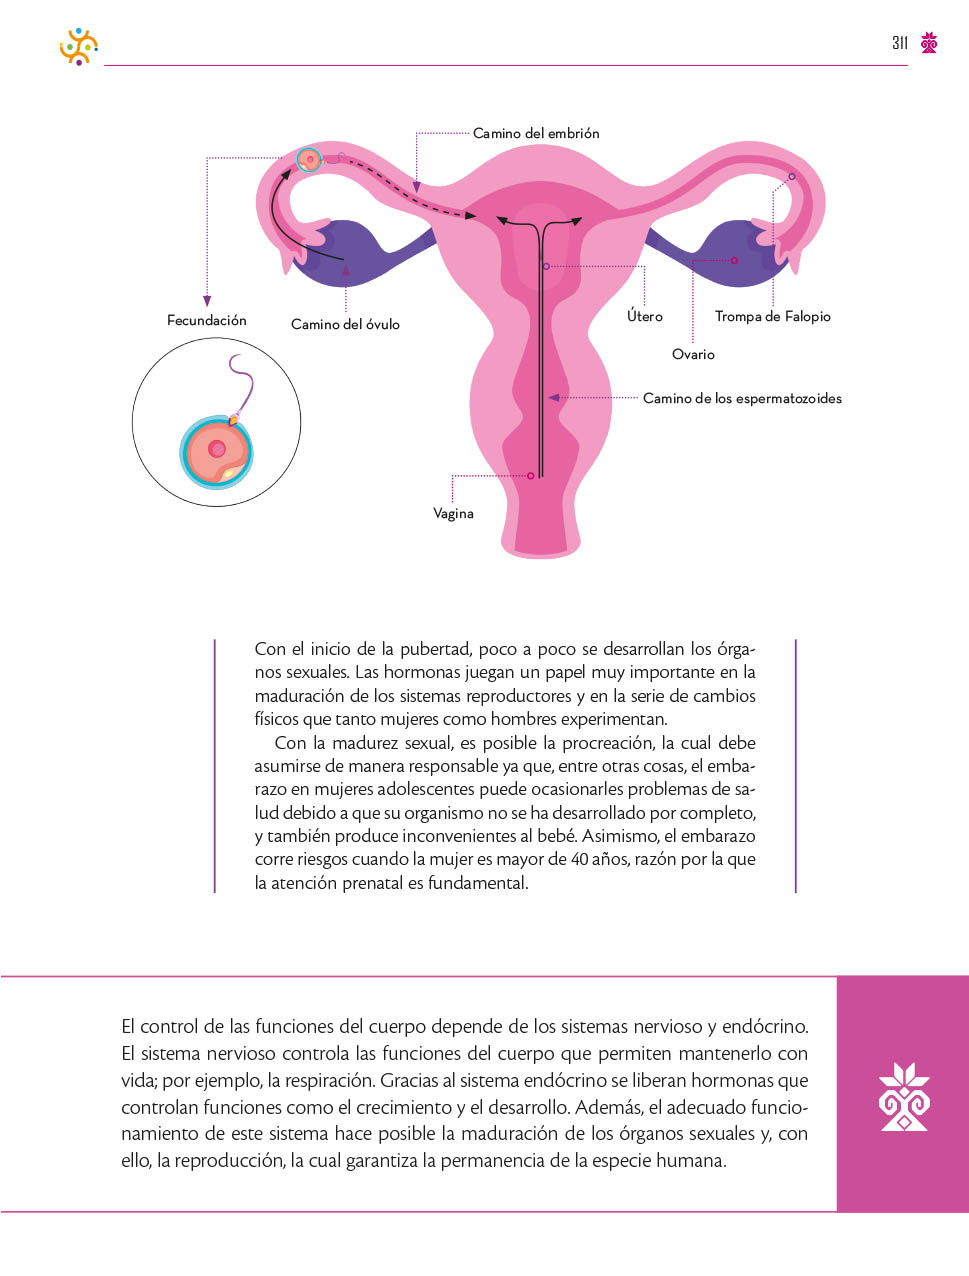 311
Camino del embrión
Fecundación
Camino del óvulo
Útero
Trompa de Falopio
Ovario
Camino de los espermatozoides
Vagina
Con el inicio de la pubertad, poco a poco se desarrollan los órga-
nos sexuales. Las hormonas juegan un papel muy importante en la
maduración de los sistemas reproductores y en la serie de cambios
físicos que tanto mujeres como hombres experimentan.
Con la madurez sexual, es posible la procreación, la cual debe
asumirse de manera responsable ya que, entre otras cosas, el emba-
razo en mujeres adolescentes puede ocasionarles problemas de sa-
lud debido a que su organismo no se ha desarrollado por completo,
y también produce inconvenientes al bebé. Asimismo, el embarazo
corre riesgos cuando la mujer es mayor de 40 años, razón por la que
la atención prenatal es fundamental.
El control de las funciones del cuerpo depende de los sistemas nervioso y endócrino.
El sistema nervioso controla las funciones del cuerpo que permiten mantenerlo con
vida; por ejemplo, la respiración. Gracias al sistema endócrino se liberan hormonas que
controlan funciones como el crecimiento y el desarrollo. Además, el adecuado funcio-
namiento de este sistema hace posible la maduración de los órganos sexuales y, con
ello, la reproducción, la cual garantiza la permanencia de la especie humana.